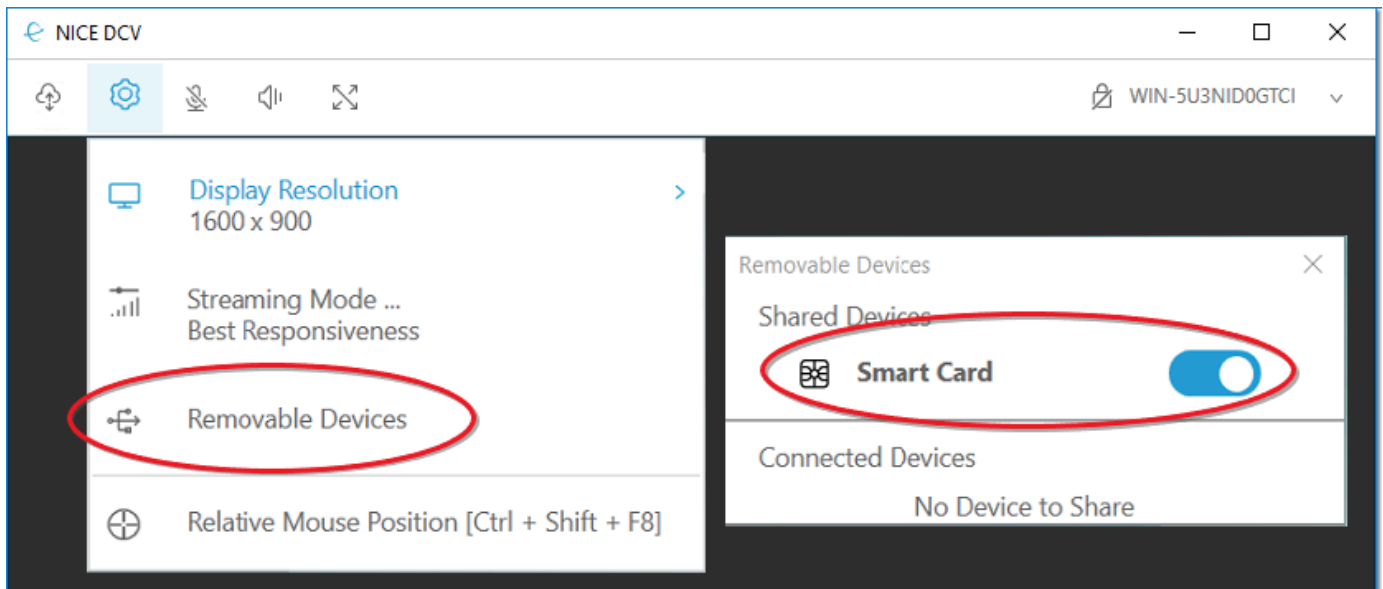 NICE DCV
WIN-5U3NID0GTCI
Display Resolution
1600 x 900
Streaming Mode ...
Best Responsiveness
Removable Devices
Relative Mouse Position [Ctrl + Shift + F8]
Removable Devices
Shared Devices
Smart Card
Connected Devices
No Device to Share